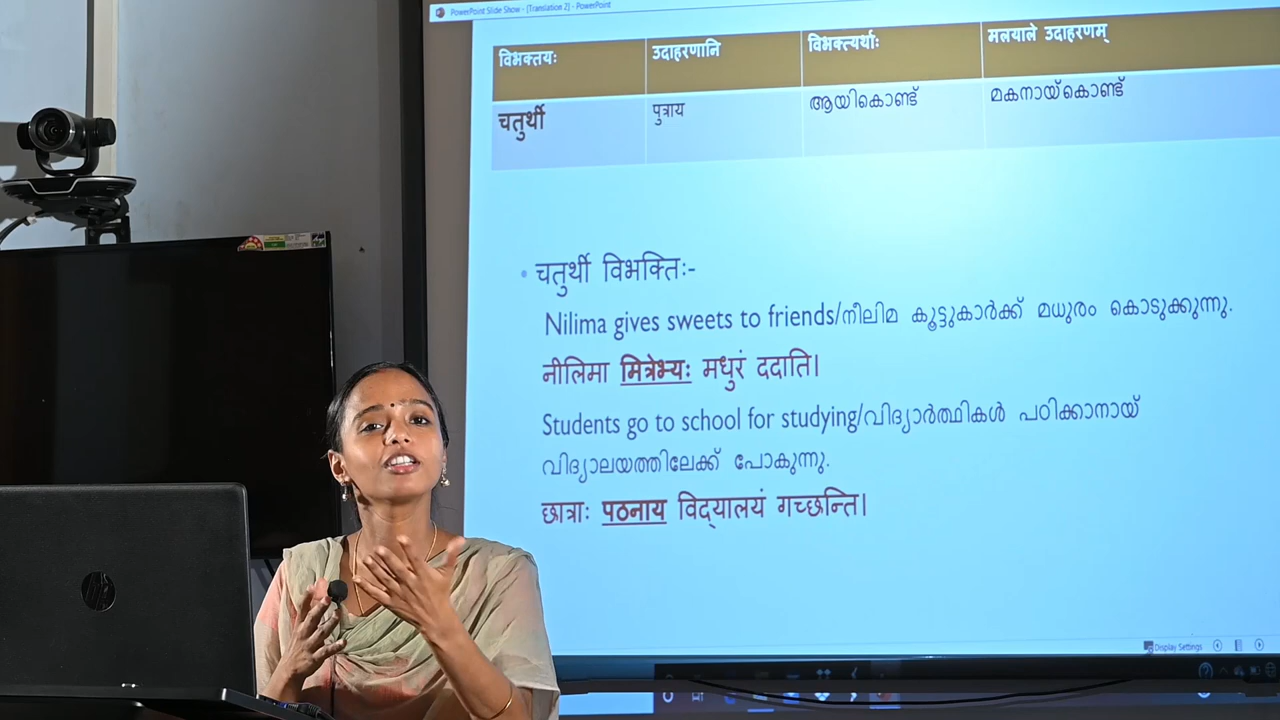 PowerPoint Slide Show - [Translation 2] - PowerPoint
विभक्तयः उदाहरणानि विभक्त्यर्थाः मलयाले उदाहरणम्
चतुर्थी पुत्राय ആയികൊണ്ട് മകനായ്കൊണ്ട്
• चतुर्थी विभक्तिः-
Nilima gives sweets to friends/നീലിമ കൂട്ടുകാർക്ക് മധുരം കൊടുക്കുന്നു.
नीलिमा मित्रेभ्यः मधुरं ददाति।
Students go to school for studying/വിദ്യാർത്ഥികൾ പഠിക്കാനായ്
വിദ്യാലയത്തിലേക്ക് പോകുന്നു.
छात्राः पठनाय विद्यालयं गच्छन्ति।
Display Settings
hp